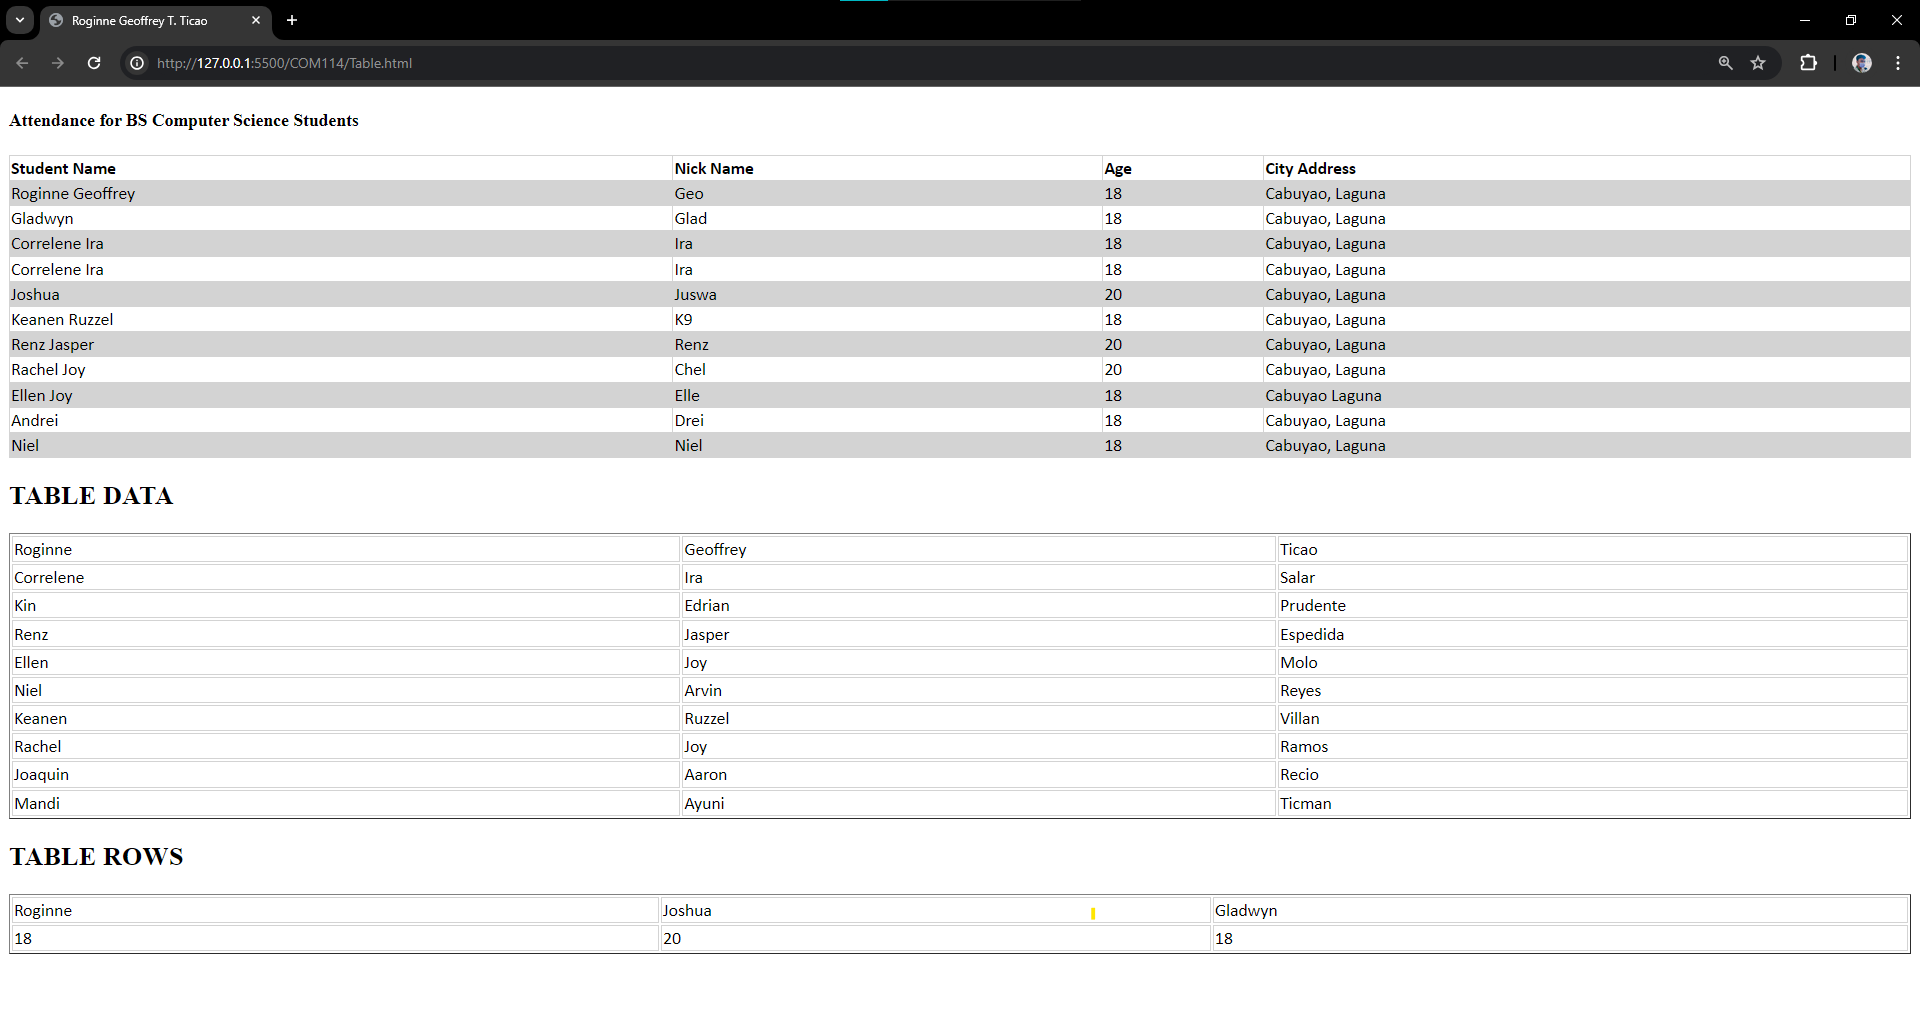 Roginne Geoffrey T. Ticao
http://127.0.0.1:5500/COM114/Table.html
Attendance for BS Computer Science Students
Student Name Nick Name Age City Address
Roginne Geoffrey Geo 18 Cabuyao, Laguna
Gladwyn Glad 18 Cabuyao, Laguna
Correlene Ira Ira 18 Cabuyao, Laguna
Correlene Ira Ira 18 Cabuyao, Laguna
Joshua Juswa 20 Cabuyao, Laguna
Keanen Ruzzel K9 18 Cabuyao, Laguna
Renz Jasper Renz 20 Cabuyao, Laguna
Rachel Joy Chel 20 Cabuyao, Laguna
Ellen Joy Elle 18 Cabuyao Laguna
Andrei Drei 18 Cabuyao, Laguna
Niel Niel 18 Cabuyao, Laguna
TABLE DATA
Roginne Geoffrey Ticao
Correlene Ira Salar
Kin Edrian Prudente
Renz Jasper Espedida
Ellen Joy Molo
Niel Arvin Reyes
Keanen Ruzzel Villan
Rachel Joy Ramos
Joaquin Aaron Recio
Mandi Ayuni Ticman
TABLE ROWS
Roginne Joshua Gladwyn
18 20 18